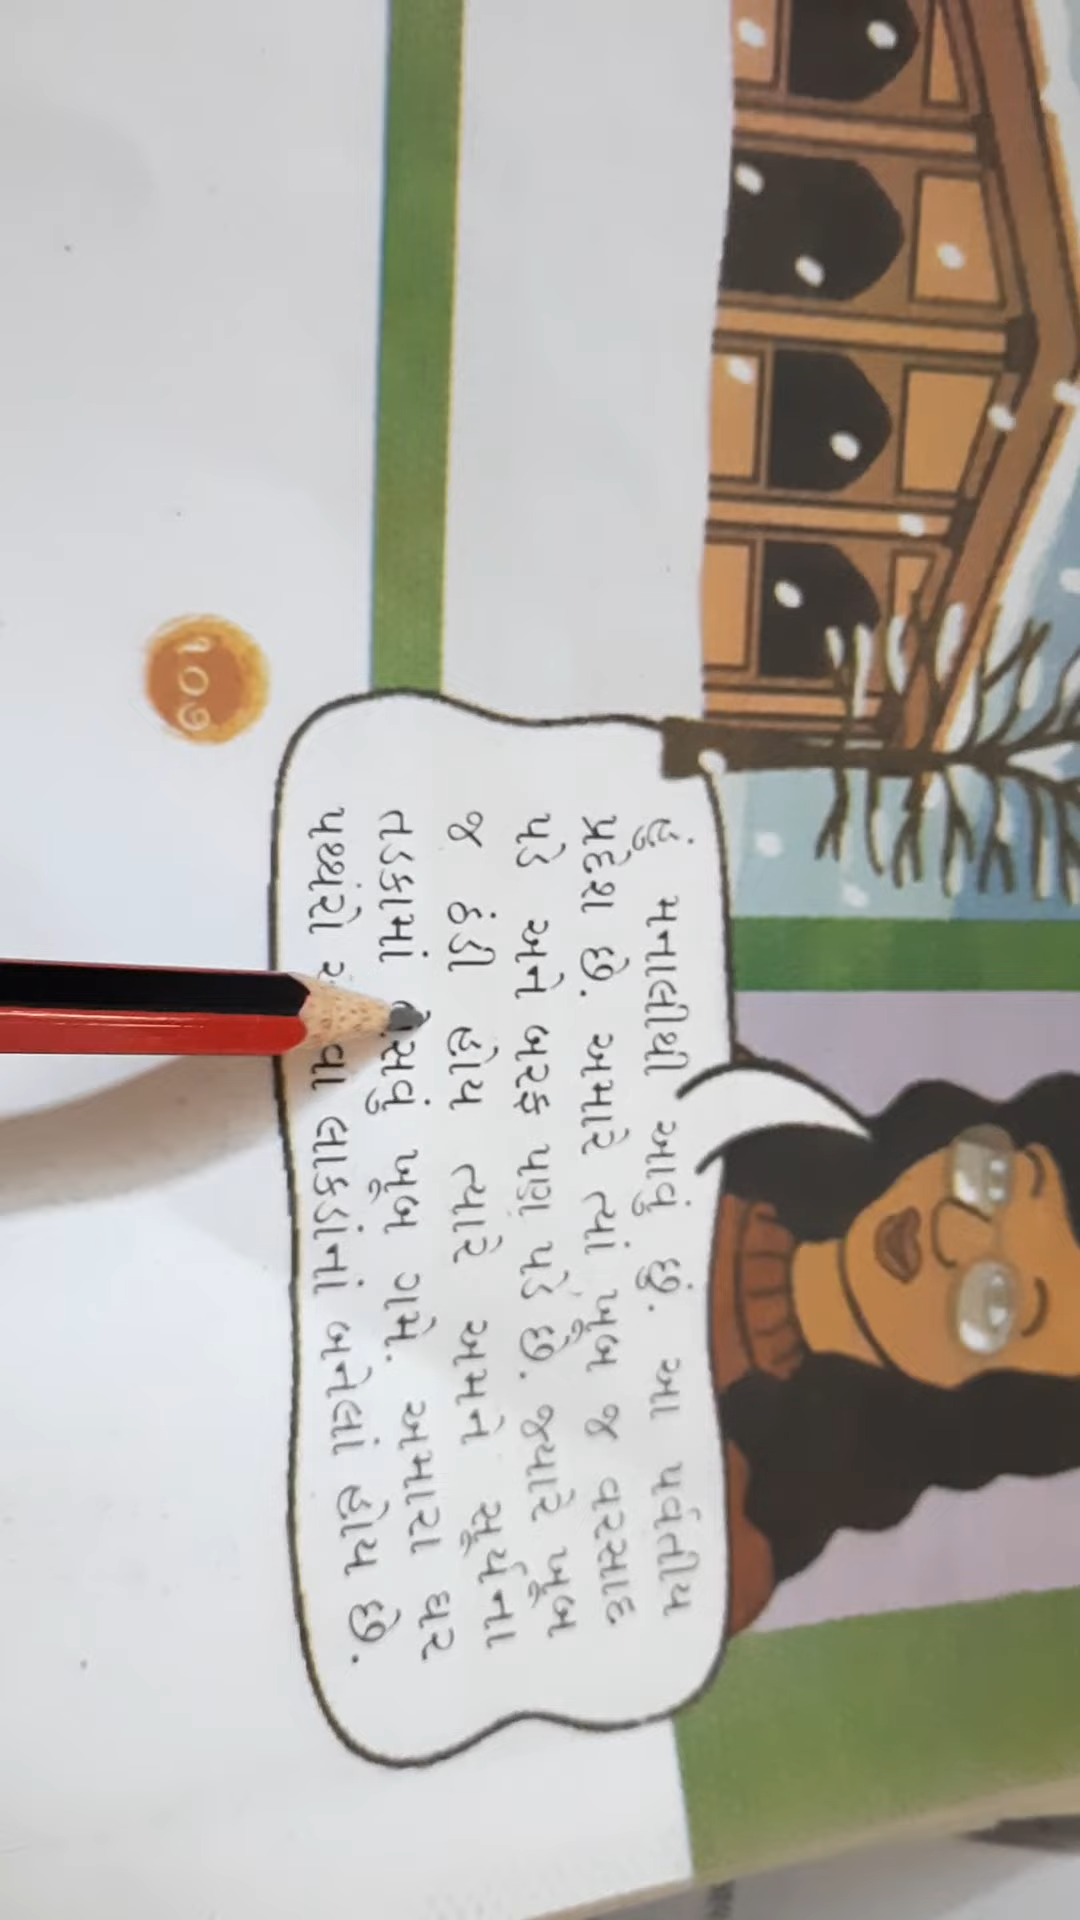 હું મનાલીથી આવું છું. આ પર્વતીય
પ્રદેશ છે. અમારે ત્યાં ખૂબ જ વરસાદ
પડે અને બરફ પણ પડે છે. જ્યારે ખૂબ
જ ઠંડી હોય ત્યારે અમને સૂર્યના
તડકામાં બેસવું ખૂબ ગમે. અમારા ઘર
પથ્થરો લાકડાંનાં બનેલાં હોય છે.
૧૦૭